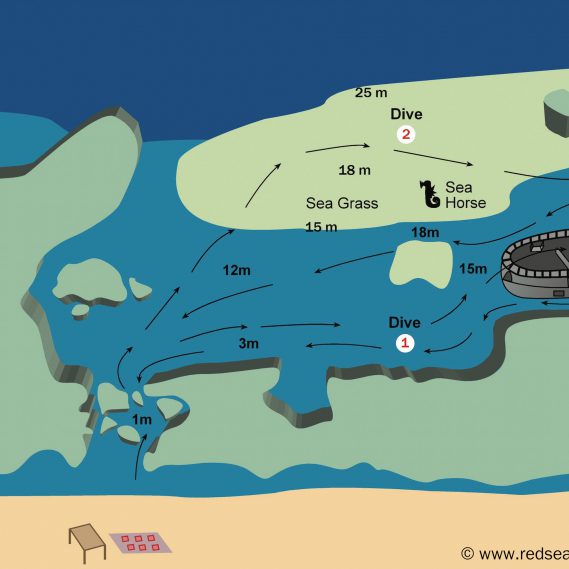 25 m
Dive
2
18 m
Sea Grass
Sea
Horse
15 m
18m
12m
15m
Dive
1
3m
1m
© www.redsea